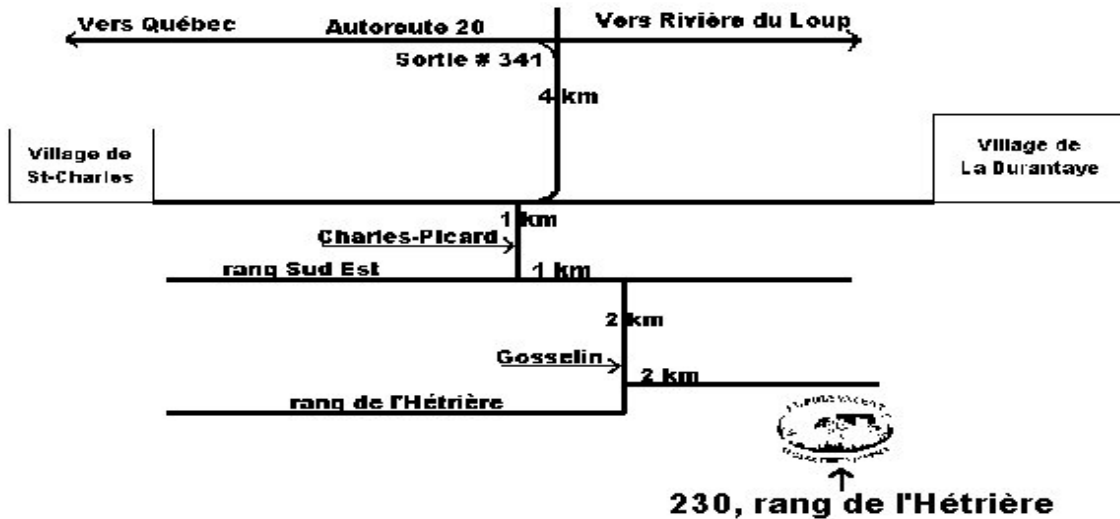 Vers Québec
Autoroute 20
Vers Rivière du Loup
Sortie # 341
4 km
Village de
St-Charles
Village de
La Durantaye
1 km
Charles-Picard
rang Sud Est
1 km
2 km
Gosselin
2 km
rang de l'Hétrière
230, rang de l'Hétrière